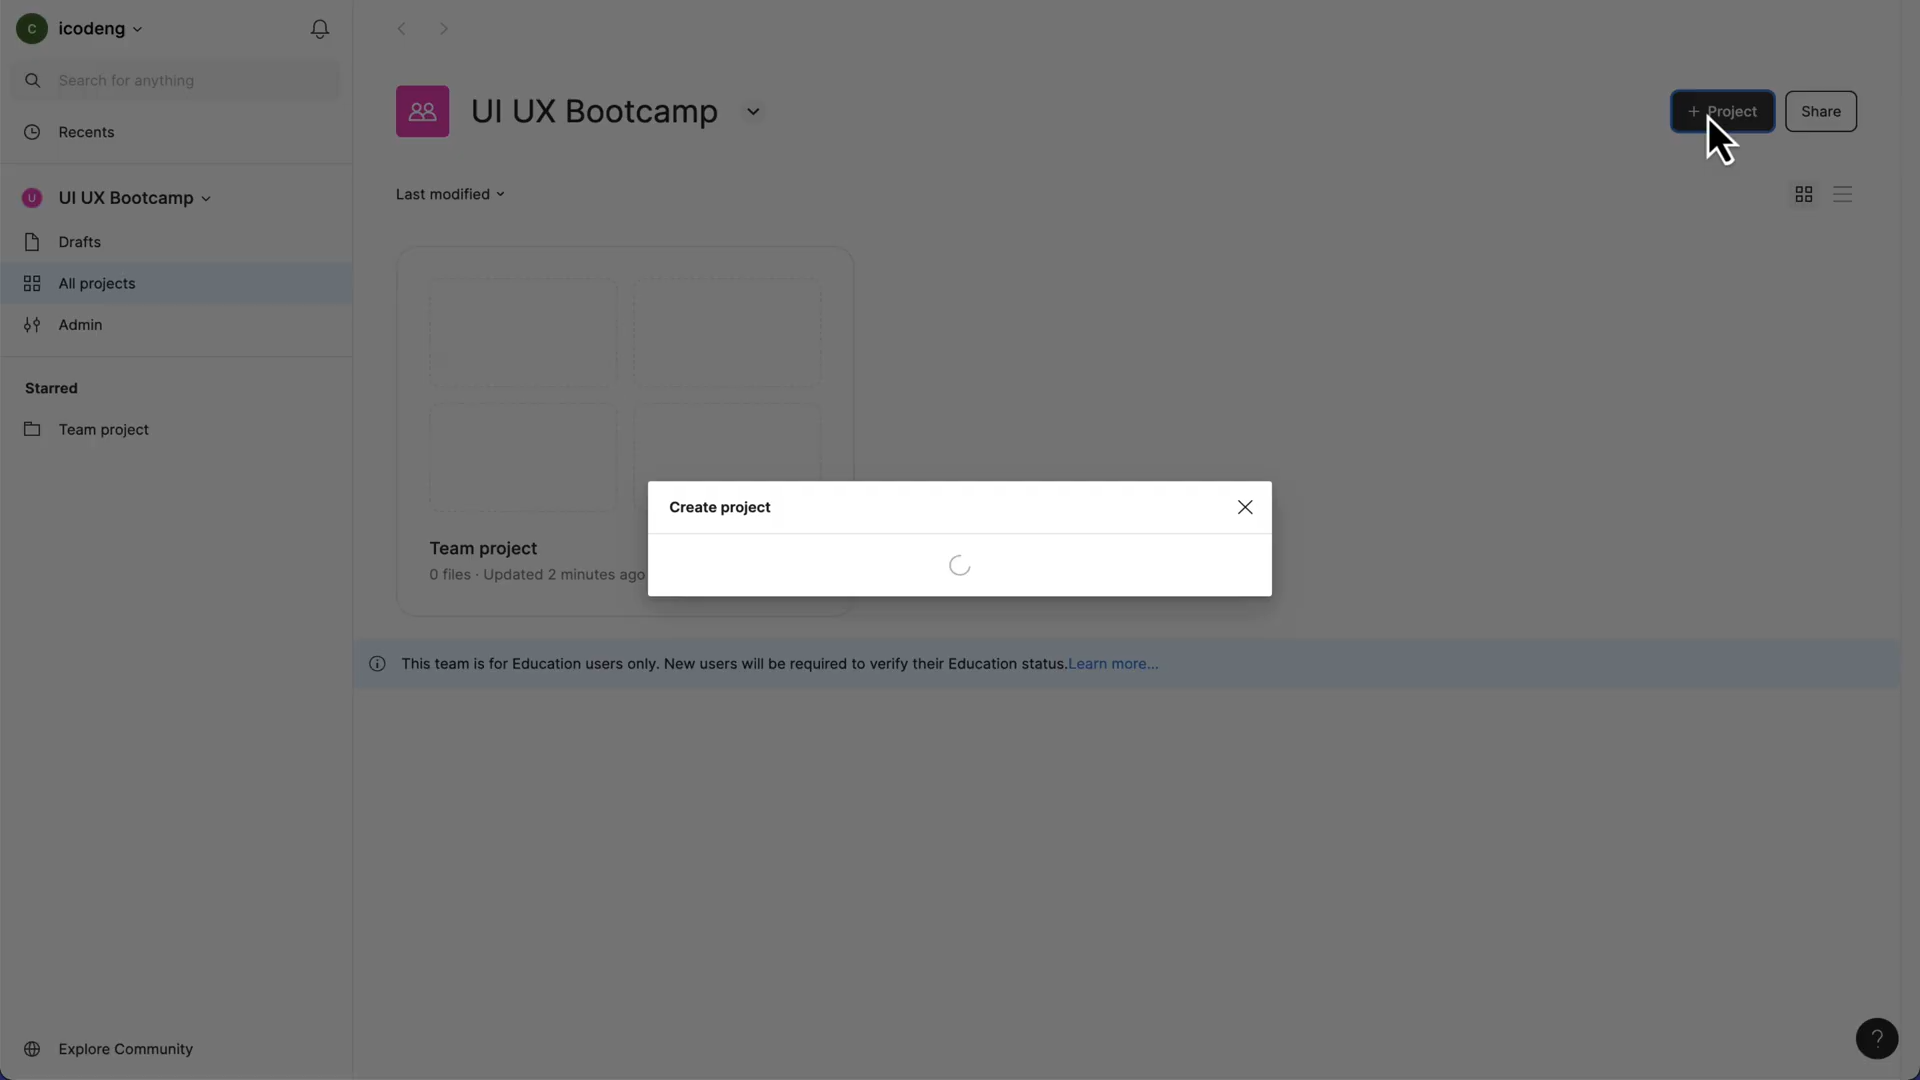 C
icodeng
Search for anything
Recents
U
UI UX Bootcamp
Drafts
All projects
Admin
Starred
Team project
Explore Community
UI UX Bootcamp
+ Project
Share
Last modified
Team project
0 files · Updated 2 minutes ago
Create project
This team is for Education users only. New users will be required to verify their Education status.Learn more...
?